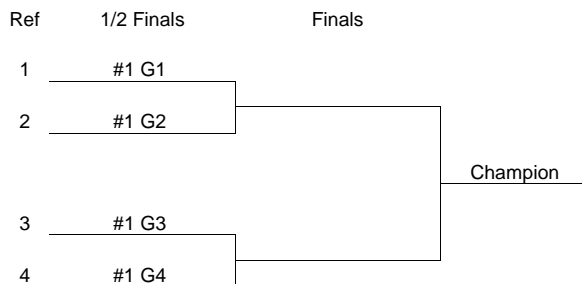 Ref 1/2 Finals Finals
1 #1 G1
2 #1 G2
Champion
3 #1 G3
4 #1 G4